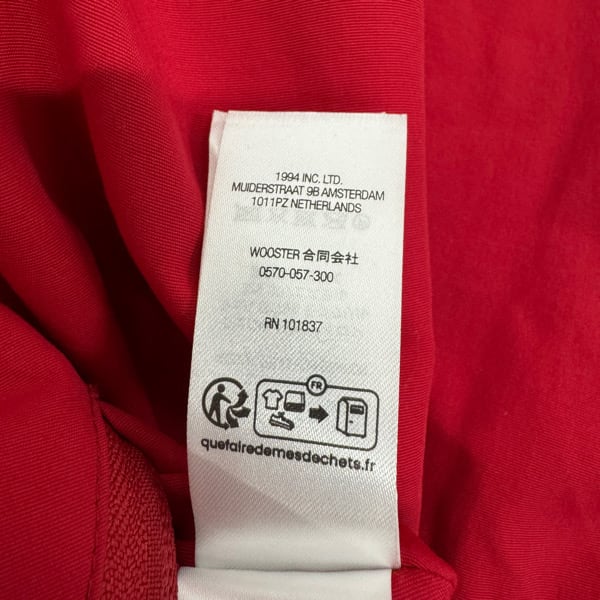 1994 INC. LTD.
MUIDERSTRAAT 9B AMSTERDAM
1011PZ NETHERLANDS
WOOSTER 合同会社
0570-057-300
RN 101837
FR
quefairedemesdechets.fr